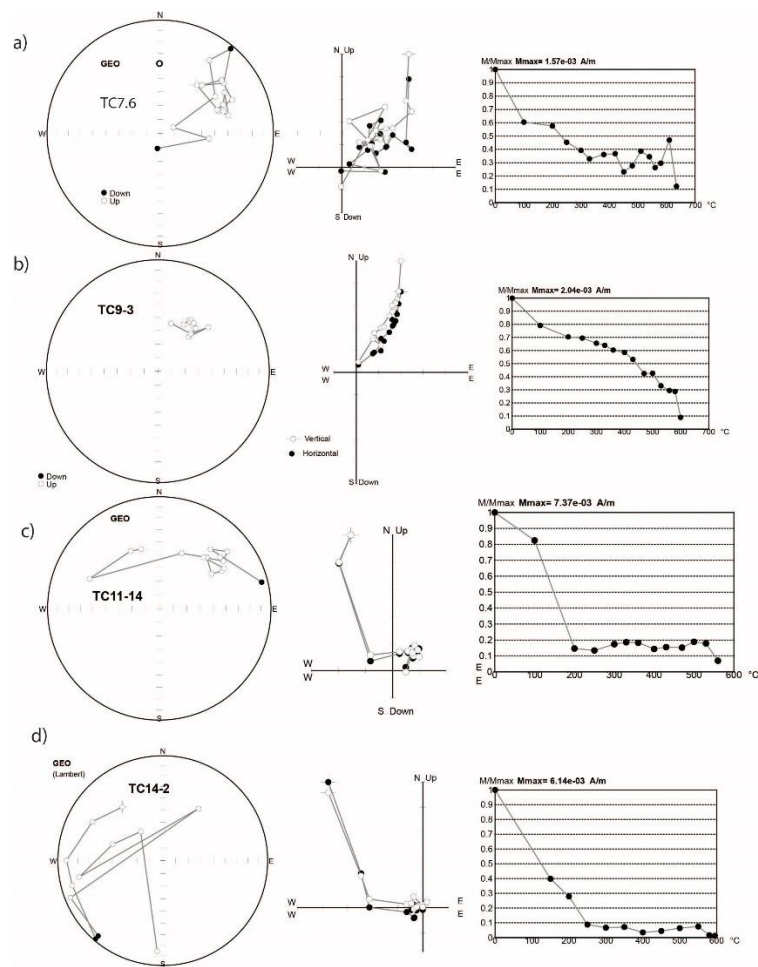 a)
N
GEO
TC7.6
W
E
S
Down
Up
N Up
W
W
E
E
S Down
M/Mmax Mmax= 1.57e-03 A/m
1
0.9
0.8
0.7
0.6
0.5
0.4
0.3
0.2
0.1
0 100 200 300 400 500 600 700 °C
b)
N
TC9-3
W
E
S
Down
Up
N Up
W
W
E
E
S Down
Vertical
Horizontal
M/Mmax Mmax= 2.04e-03 A/m
1
0.9
0.8
0.7
0.6
0.5
0.4
0.3
0.2
0.1
0
0 100 200 300 400 500 600 700 °C
c)
N
GEO
TC11-14
W
E
S
N Up
W
W
E
E
S Down
M/Mmax Mmax= 7.37e-03 A/m
1
0.9
0.8
0.7
0.6
0.5
0.4
0.3
0.2
0.1
0
0 100 200 300 400 500 600 °C
d)
N
GEO
(Lambert)
TC14-2
W
E
S
N Up
W
W
E
E
S Down
M/Mmax Mmax= 6.14e-03 A/m
1
0.9
0.8
0.7
0.6
0.5
0.4
0.3
0.2
0.1
0 100 200 300 400 500 600 °C